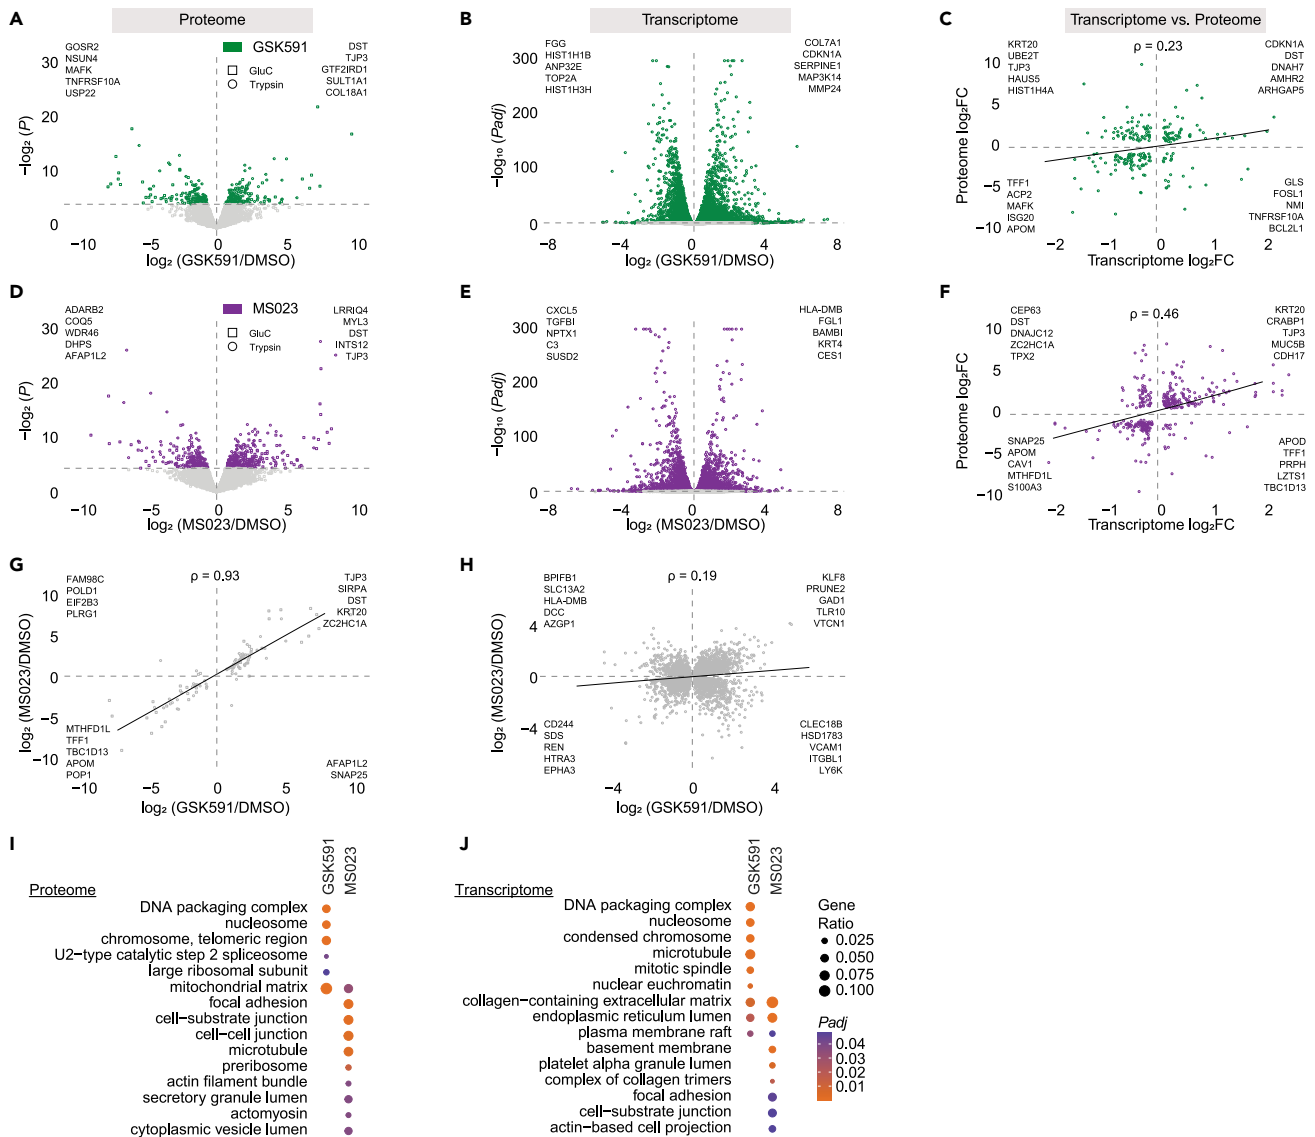 A
Proteome
GOSR2
NSUN4
MAFK
TNFRSF10A
USP22
GSK591
GluC
Trypsin
DST
TJP3
GTF2IRD1
SULT1A1
COL18A1
−log₂ (P)
30
20
10
0
−10
−5
0
5
10
log₂ (GSK591/DMSO)
B
Transcriptome
FGG
HIST1H1B
ANP32E
TOP2A
HIST1H3H
COL7A1
CDKN1A
SERPINE1
MAP3K14
MMP24
−log₁₀ (Padj)
300
200
100
0
−8
−4
0
4
8
log₂ (GSK591/DMSO)
C
Transcriptome vs. Proteome
ρ = 0.23
KRT20
UBE2T
TJP3
HAUS5
HIST1H4A
CDKN1A
DST
DNAH7
AMHR2
ARHGAP5
TFF1
ACP2
MAFK
ISG20
APOM
GLS
FOSL1
NMI
TNFRSF10A
BCL2L1
Proteome log₂FC
10
5
0
−5
−10
−2
−1
0
1
2
Transcriptome log₂FC
D
ADARB2
COQ5
WDR46
DHPS
AFAP1L2
MS023
GluC
Trypsin
LRRIQ4
MYL3
DST
INTS12
TJP3
−log₂ (P)
30
20
10
0
−10
−5
0
5
10
log₂ (MS023/DMSO)
E
CXCL5
TGFBI
NPTX1
C3
SUSD2
HLA-DMB
FGL1
BAMBI
KRT4
CES1
−log₁₀ (Padj)
300
200
100
0
−8
−4
0
4
8
log₂ (MS023/DMSO)
F
ρ = 0.46
CEP63
DST
DNAJC12
ZC2HC1A
TPX2
KRT20
CRABP1
TJP3
MUC5B
CDH17
SNAP25
APOM
CAV1
MTHFD1L
S100A3
APOD
TFF1
PRPH
LZTS1
TBC1D13
Proteome log₂FC
10
5
0
−5
−10
−2
−1
0
1
2
Transcriptome log₂FC
G
ρ = 0.93
FAM98C
POLD1
EIF2B3
PLRG1
TJP3
SIRPA
DST
KRT20
ZC2HC1A
MTHFD1L
TFF1
TBC1D13
APOM
POP1
AFAP1L2
SNAP25
log₂ (MS023/DMSO)
10
5
0
−5
−10
−10
−5
0
5
10
log₂ (GSK591/DMSO)
H
ρ = 0.19
BPIFB1
SLC13A2
HLA-DMB
DCC
AZGP1
KLF8
PRUNE2
GAD1
TLR10
VTCN1
CD244
SDS
REN
HTRA3
EPHA3
CLEC18B
HSD1783
VCAM1
ITGBL1
LY6K
log₂ (MS023/DMSO)
4
0
−4
−4
0
4
log₂ (GSK591/DMSO)
I
Proteome
GSK591
MS023
DNA packaging complex
nucleosome
chromosome, telomeric region
U2−type catalytic step 2 spliceosome
large ribosomal subunit
mitochondrial matrix
focal adhesion
cell−substrate junction
cell−cell junction
microtubule
preribosome
actin filament bundle
secretory granule lumen
actomyosin
cytoplasmic vesicle lumen
J
Transcriptome
GSK591
MS023
DNA packaging complex
nucleosome
condensed chromosome
microtubule
mitotic spindle
nuclear euchromatin
collagen−containing extracellular matrix
endoplasmic reticulum lumen
plasma membrane raft
basement membrane
platelet alpha granule lumen
complex of collagen trimers
focal adhesion
cell−substrate junction
actin−based cell projection
Gene
Ratio
0.025
0.050
0.075
0.100
Padj
0.04
0.03
0.02
0.01